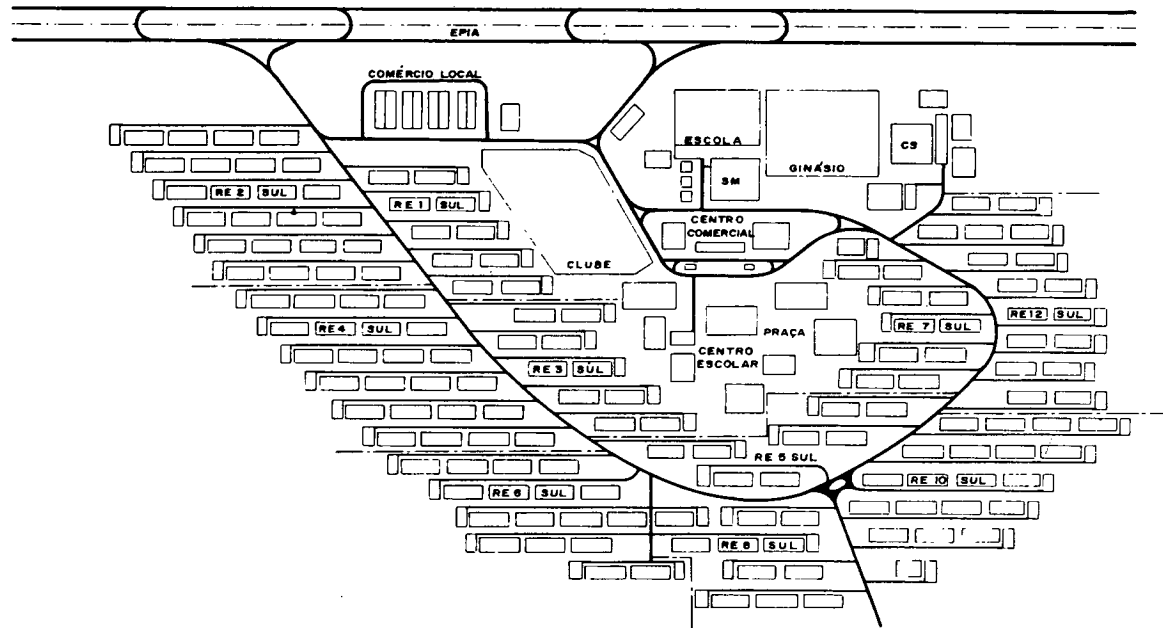 EPIA
COMÉRCIO LOCAL
ESCOLA
GINÁSIO
CS
SM
RE 2 SUL
RE 1 SUL
CENTRO
COMERCIAL
CLUBE
RE 4 SUL
RE 7 SUL
RE 12 SUL
PRAÇA
CENTRO
ESCOLAR
RE 3 SUL
RE 5 SUL
RE 10 SUL
RE 6 SUL
RE 8 SUL